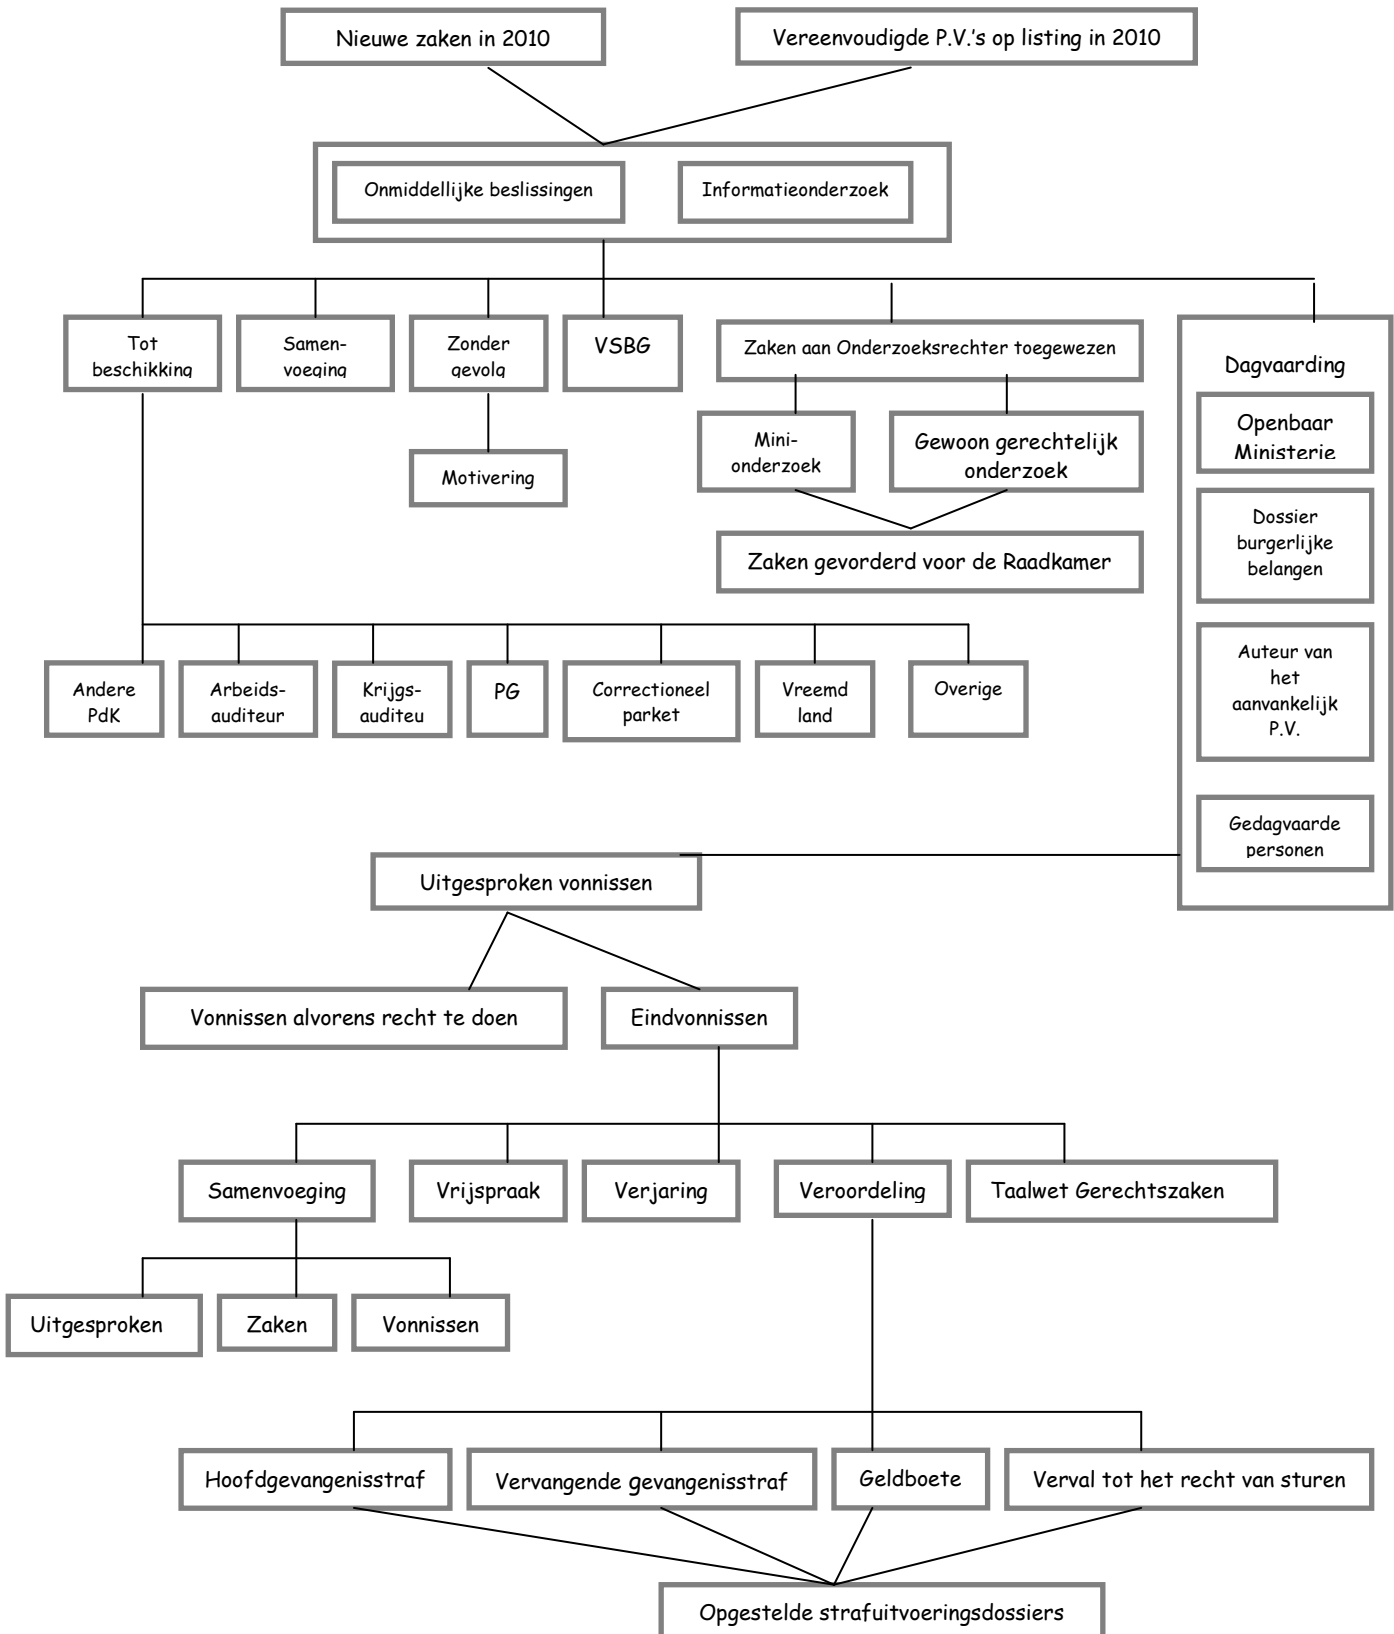 Nieuwe zaken in 2010
Vereenvoudigde P.V.'s op listing in 2010
Onmiddellijke beslissingen
Informatieonderzoek
Tot
beschikking
Samen-
voeging
Zonder
gevolg
VSBG
Zaken aan Onderzoeksrechter toegewezen
Dagvaarding
Openbaar
Ministerie
Dossier
burgerlijke
belangen
Auteur van
het
aanvankelijk
P.V.
Gedagvaarde
personen
Motivering
Mini-
onderzoek
Gewoon gerechtelijk
onderzoek
Zaken gevorderd voor de Raadkamer
Andere
PdK
Arbeids-
auditeur
Krijgs-
auditeu
PG
Correctioneel
parket
Vreemd
land
Overige
Uitgesproken vonnissen
Vonnissen alvorens recht te doen
Eindvonnissen
Samenvoeging
Vrijspraak
Verjaring
Veroordeling
Taalwet Gerechtszaken
Uitgesproken
Zaken
Vonnissen
Hoofdgevangenisstraf
Vervangende gevangenisstraf
Geldboete
Verval tot het recht van sturen
Opgestelde strafuitvoeringsdossiers